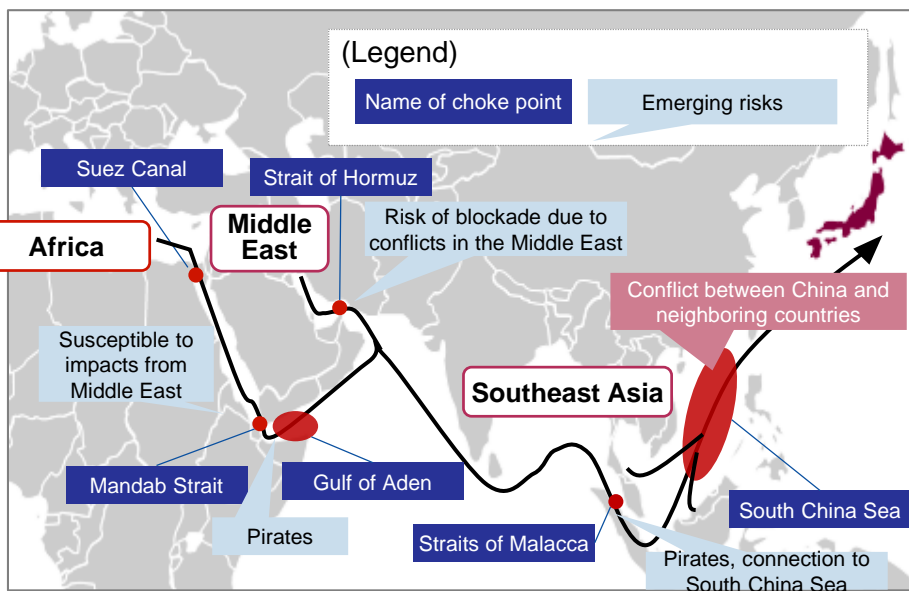 (Legend)
Name of choke point
Emerging risks
Suez Canal
Strait of Hormuz
Africa
Middle
East
Risk of blockade due to
conflicts in the Middle East
Conflict between China and
neighboring countries
Susceptible to
impacts from
Middle East
Southeast Asia
Mandab Strait
Gulf of Aden
South China Sea
Pirates
Straits of Malacca
Pirates, connection to
South China Sea